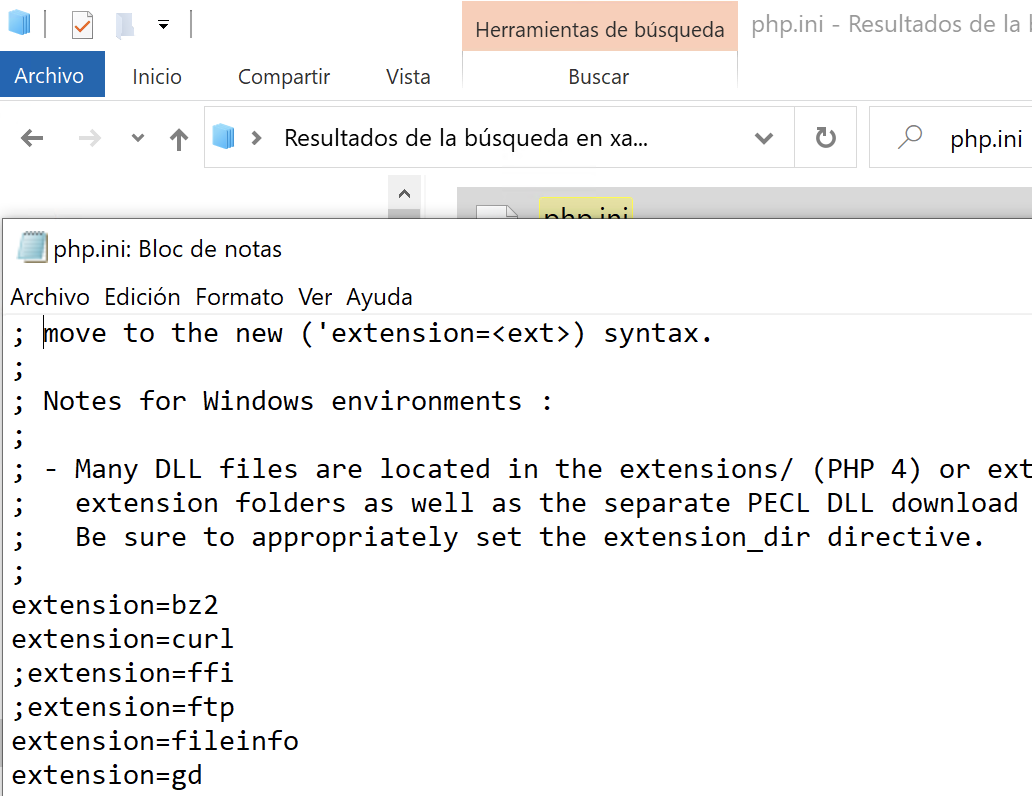 Herramientas de búsqueda
php.ini - Resultados de la
Archivo Inicio Compartir Vista Buscar
Resultados de la búsqueda en xa...
php.ini
php.ini
php.ini: Bloc de notas
Archivo Edición Formato Ver Ayuda
; move to the new ('extension=<ext>) syntax.
;
; Notes for Windows environments :
;
; - Many DLL files are located in the extensions/ (PHP 4) or ext
;   extension folders as well as the separate PECL DLL download
;   Be sure to appropriately set the extension_dir directive.
;
extension=bz2
extension=curl
;extension=ffi
;extension=ftp
extension=fileinfo
extension=gd